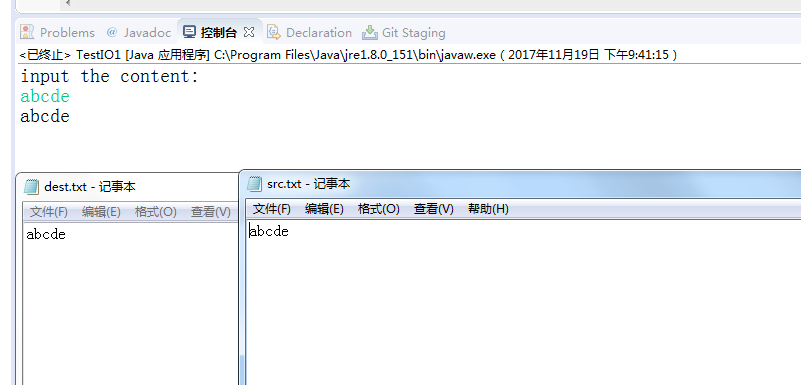 Problems @ Javadoc 控制台 Declaration Git Staging
<已终止> TestIO1 [Java 应用程序] C:\Program Files\Java\jre1.8.0_151\bin\javaw.exe ( 2017年11月19日 下午9:41:15 )
input the content:
abcde
abcde
dest.txt - 记事本
文件(F) 编辑(E) 格式(O) 查看(V)
abcde
src.txt - 记事本
文件(F) 编辑(E) 格式(O) 查看(V) 帮助(H)
abcde